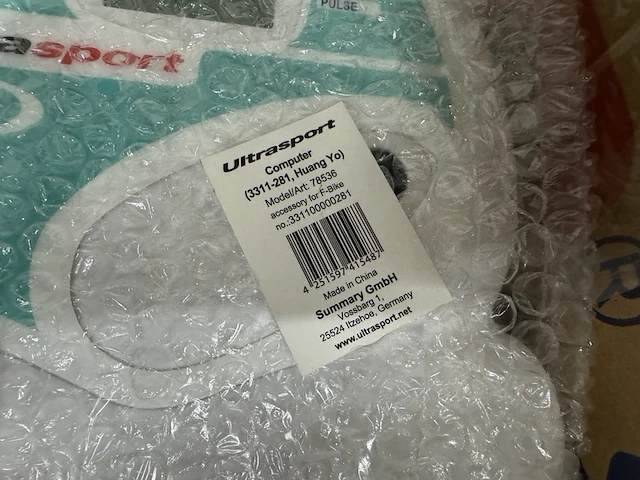 PULSE
asport
Ultrasport
Computer
(3311-281, Huang Yo)
Model/Art: 78536
accessory for F-Bike
no.:331100000281
4 251597 415487
Made in China
Summary GmbH
Vossbarg 1,
25524 Itzehoe, Germany
www.ultrasport.net
R